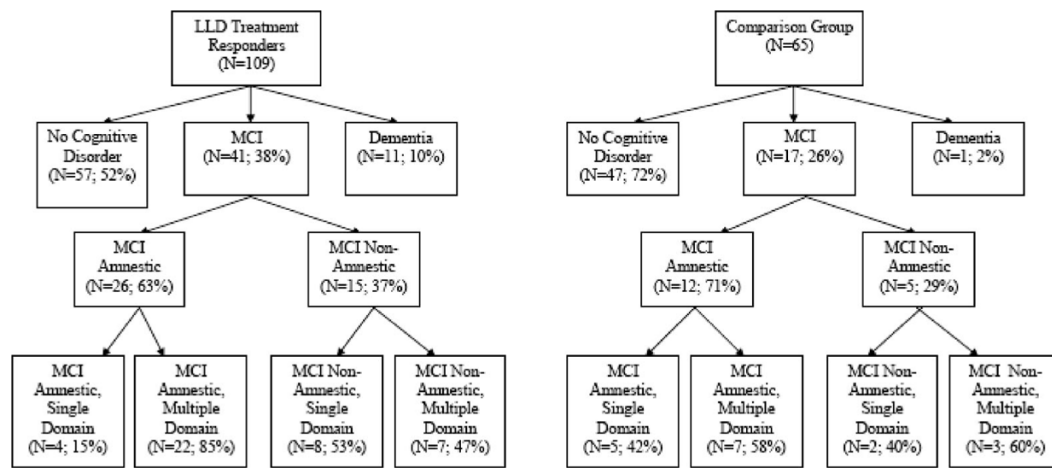 LLD Treatment
Responders
(N=109)
Comparison Group
(N=65)
No Cognitive
Disorder
(N=57; 52%)
MCI
(N=41; 38%)
Dementia
(N=11; 10%)
No Cognitive
Disorder
(N=47; 72%)
MCI
(N=17; 26%)
Dementia
(N=1; 2%)
MCI
Amnestic
(N=26; 63%)
MCI Non-
Amnestic
(N=15; 37%)
MCI
Amnestic
(N=12; 71%)
MCI Non-
Amnestic
(N=5; 29%)
MCI
Amnestic,
Single
Domain
(N=4; 15%)
MCI
Amnestic,
Multiple
Domain
(N=22; 85%)
MCI Non-
Amnestic,
Single
Domain
(N=8; 53%)
MCI Non-
Amnestic,
Multiple
Domain
(N=7; 47%)
MCI
Amnestic,
Single
Domain
(N=5; 42%)
MCI
Amnestic,
Multiple
Domain
(N=7; 58%)
MCI Non-
Amnestic,
Single
Domain
(N=2; 40%)
MCI Non-
Amnestic,
Multiple
Domain
(N=3; 60%)